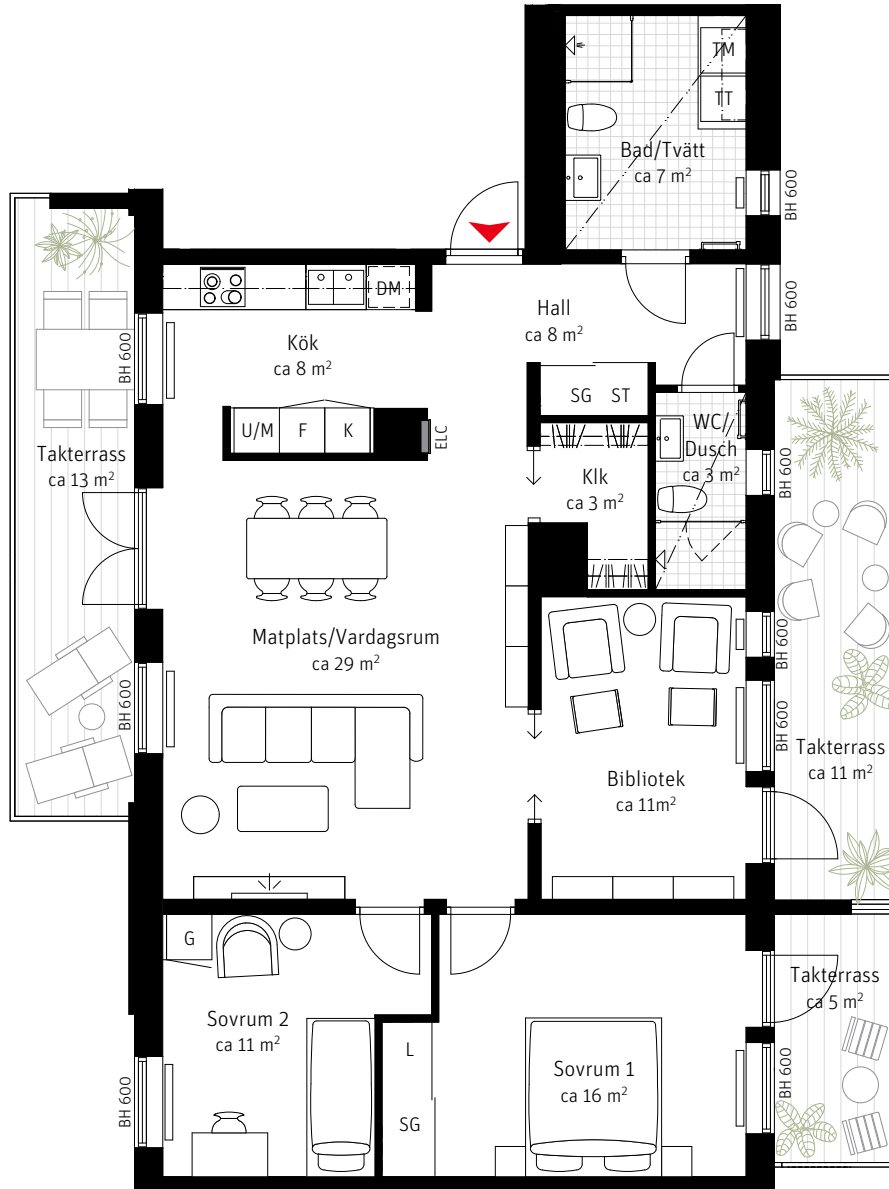 TM
TT
Bad/Tvätt
ca 7 m²
BH 600
DM
Hall
ca 8 m²
BH 600
Kök
ca 8 m²
BH 600
SG ST
U/M F K
ELC
WC/
Dusch
ca 3 m²
BH 600
Takterrass
ca 13 m²
Klk
ca 3 m²
Matplats/Vardagsrum
ca 29 m²
BH 600
BH 600
BH 600
Takterrass
ca 11 m²
Bibliotek
ca 11m²
G
Takterrass
ca 5 m²
Sovrum 2
ca 11 m²
L
Sovrum 1
ca 16 m²
SG
BH 600
BH 600